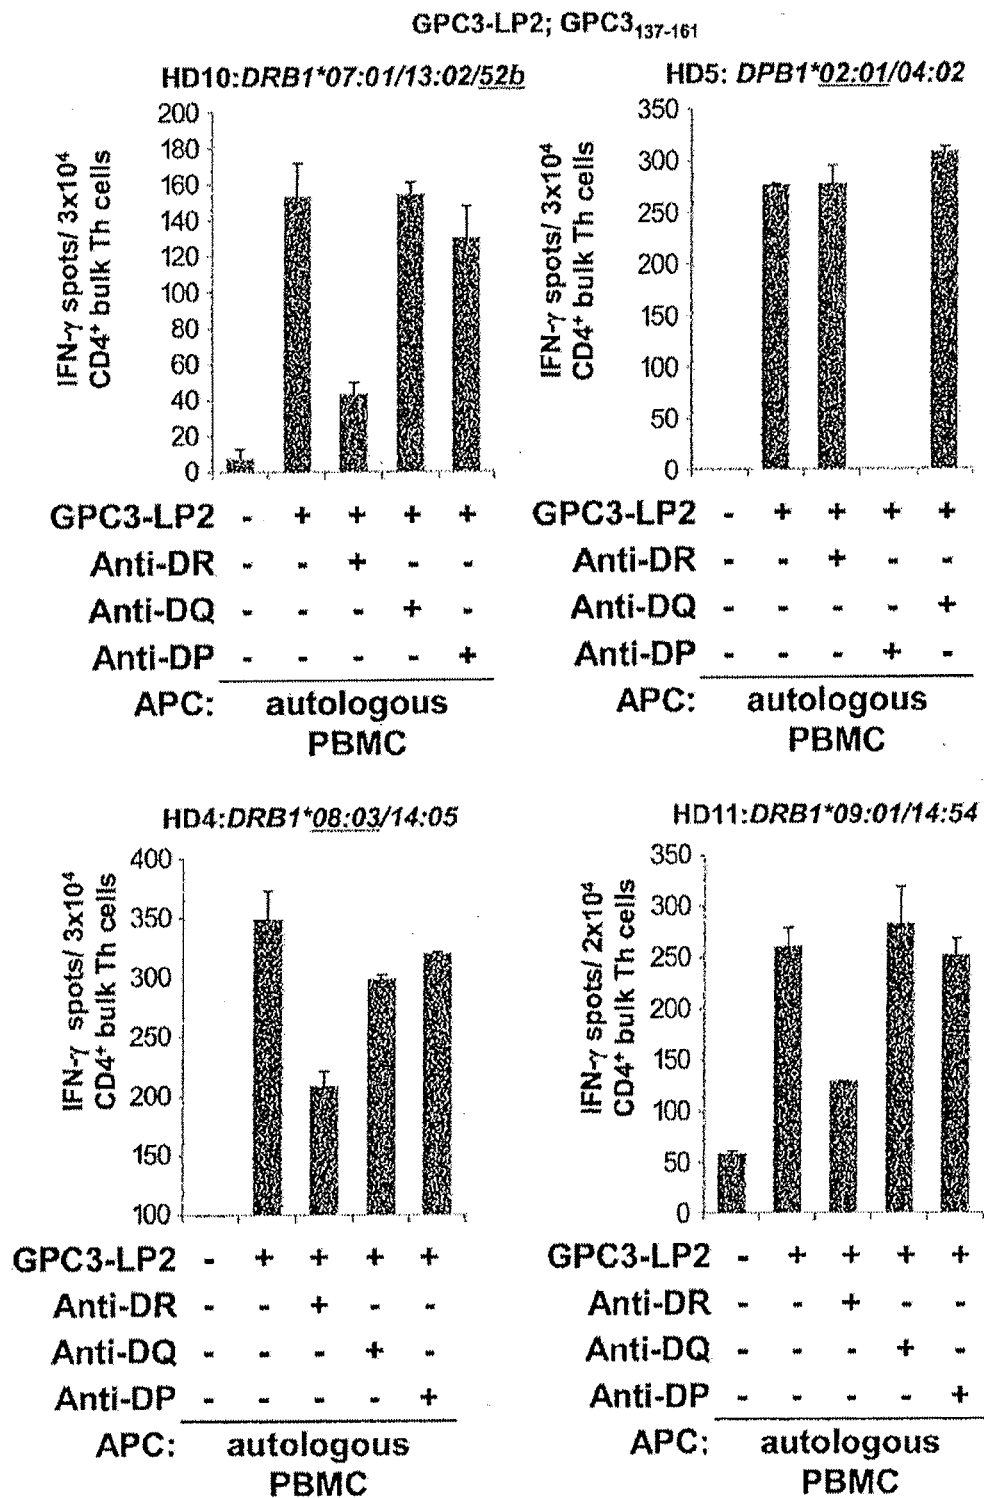 GPC3-LP2; GPC3137-161
HD10:DRB1*07:01/13:02/52b
IFN-γ spots/ 3x10⁴
CD4⁺ bulk Th cells
200
180
160
140
120
100
80
60
40
20
0
GPC3-LP2 - + + + +
Anti-DR - - + - -
Anti-DQ - - - + -
Anti-DP - - - - +
APC: autologous
PBMC
HD5: DPB1*02:01/04:02
IFN-γ spots/ 3x10⁴
CD4⁺ bulk Th cells
350
300
250
200
150
100
50
0
GPC3-LP2 - + + + +
Anti-DR - - + - -
Anti-DQ - - - - +
Anti-DP - - - + -
APC: autologous
PBMC
HD4:DRB1*08:03/14:05
IFN-γ spots/ 3x10⁴
CD4⁺ bulk Th cells
400
350
300
250
200
150
100
GPC3-LP2 - + + + +
Anti-DR - - + - -
Anti-DQ - - - + -
Anti-DP - - - - +
APC: autologous
PBMC
HD11:DRB1*09:01/14:54
IFN-γ spots/ 2x10⁴
CD4⁺ bulk Th cells
350
300
250
200
150
100
50
0
GPC3-LP2 - + + + +
Anti-DR - - + - -
Anti-DQ - - - + -
Anti-DP - - - - +
APC: autologous
PBMC